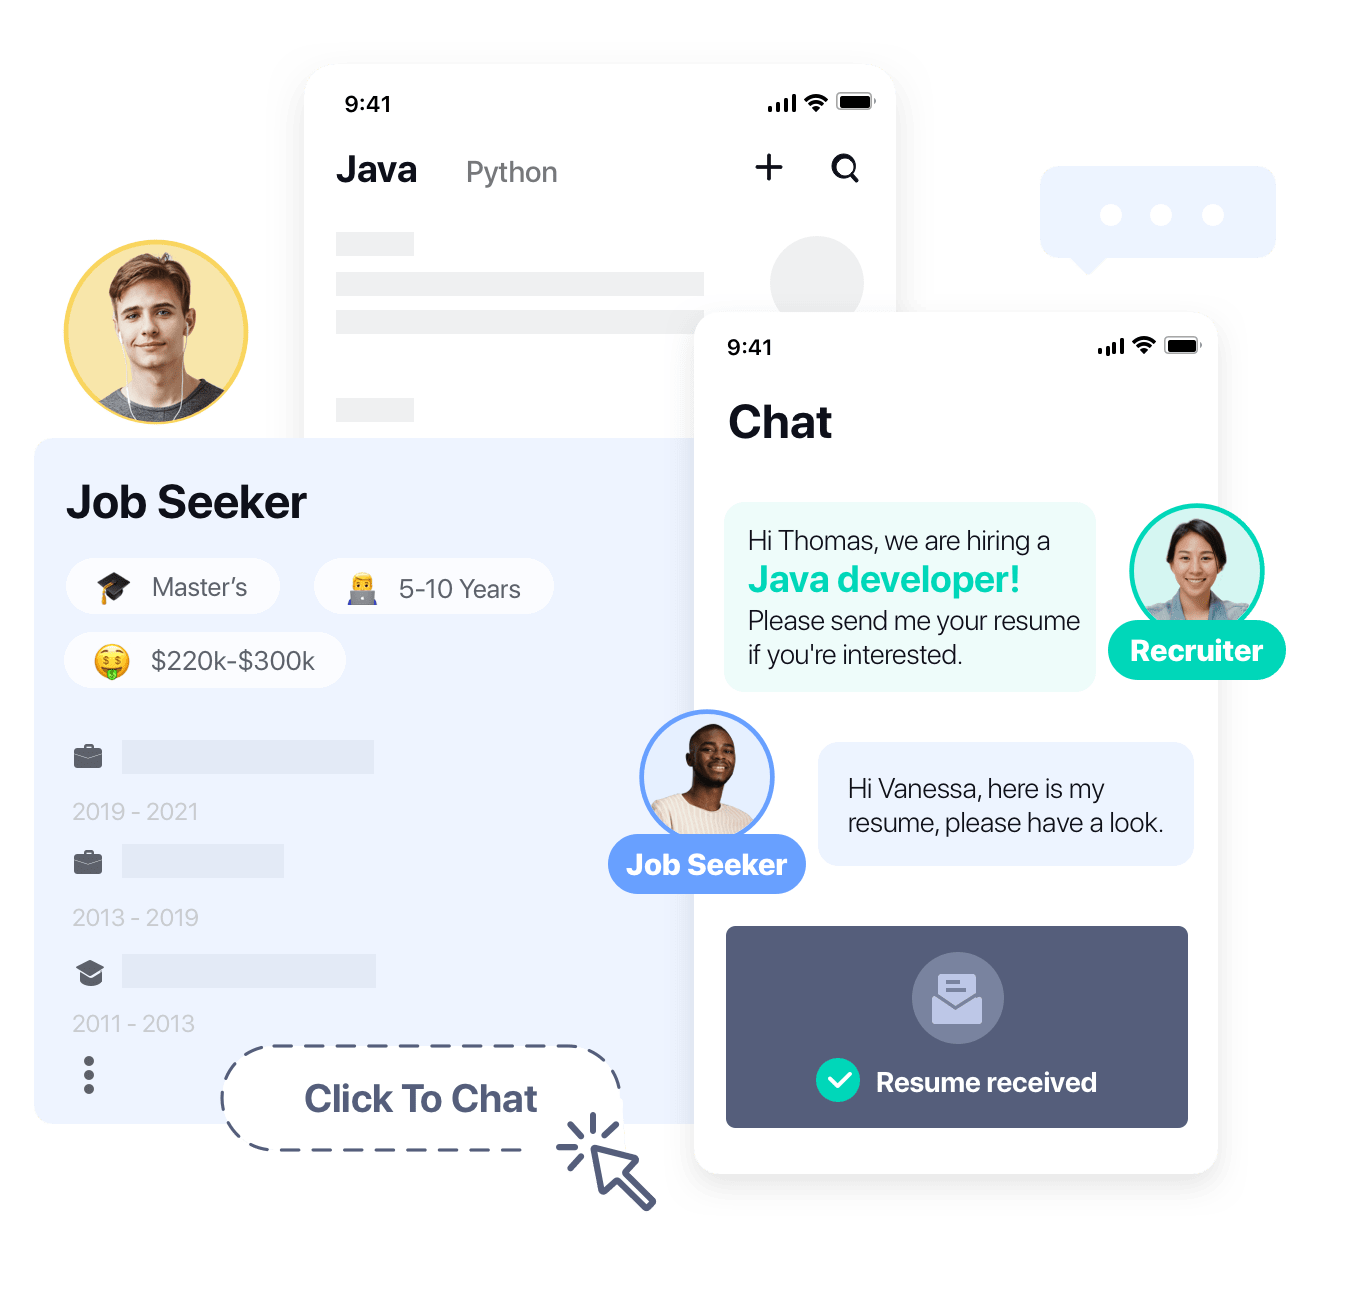 9:41
Java Python
9:41
Chat
Job Seeker
Master's
5-10 Years
$220k-$300k
2019 - 2021
2013 - 2019
2011 - 2013
Click To Chat
Hi Thomas, we are hiring a
Java developer!
Please send me your resume
if you're interested.
Recruiter
Job Seeker
Hi Vanessa, here is my
resume, please have a look.
Resume received